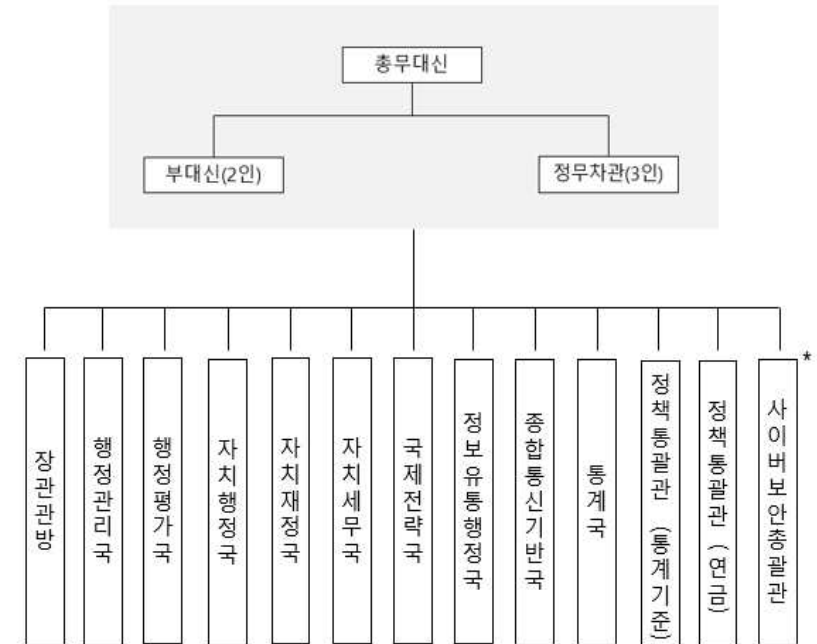 총무대신
부대신(2인)
정무차관(3인)
*
장관관방
행정관리국
행정평가국
자치행정국
자치재정국
자치세무국
국제전략국
정보유통행정국
종합통신기반국
통계국
정책통괄관 (통계기준)
정책통괄관 (연금)
사이버보안총괄관